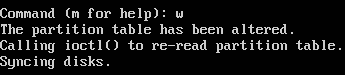 Command (m for help): w
The partition table has been altered.
Calling ioctl() to re-read partition table.
Syncing disks.